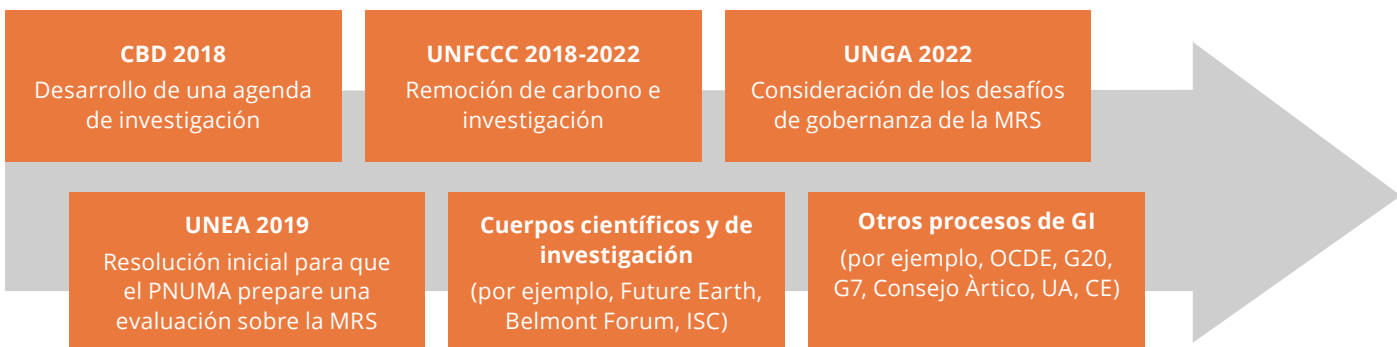 CBD 2018
Desarrollo de una agenda
de investigación
UNFCCC 2018-2022
Remoción de carbono e
investigación
UNGA 2022
Consideración de los desafíos
de gobernanza de la MRS
UNEA 2019
Resolución inicial para que
el PNUMA prepare una
evaluación sobre la MRS
Cuerpos científicos y de
investigación
(por ejemplo, Future Earth,
Belmont Forum, ISC)
Otros procesos de GI
(por ejemplo, OCDE, G20,
G7, Consejo Àrtico, UA, CE)